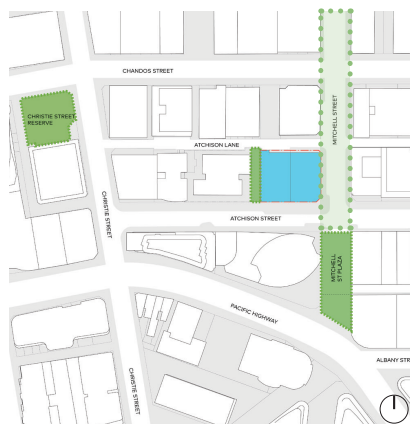 CHANDOS STREET
CHRISTIE STREET
RESERVE
MITCHELL STREET
ATCHISON LANE
CHRISTIE STREET
ATCHISON STREET
MITCHELL
ST PLAZA
PACIFIC HIGHWAY
ALBANY STR
CHRISTIE STREET